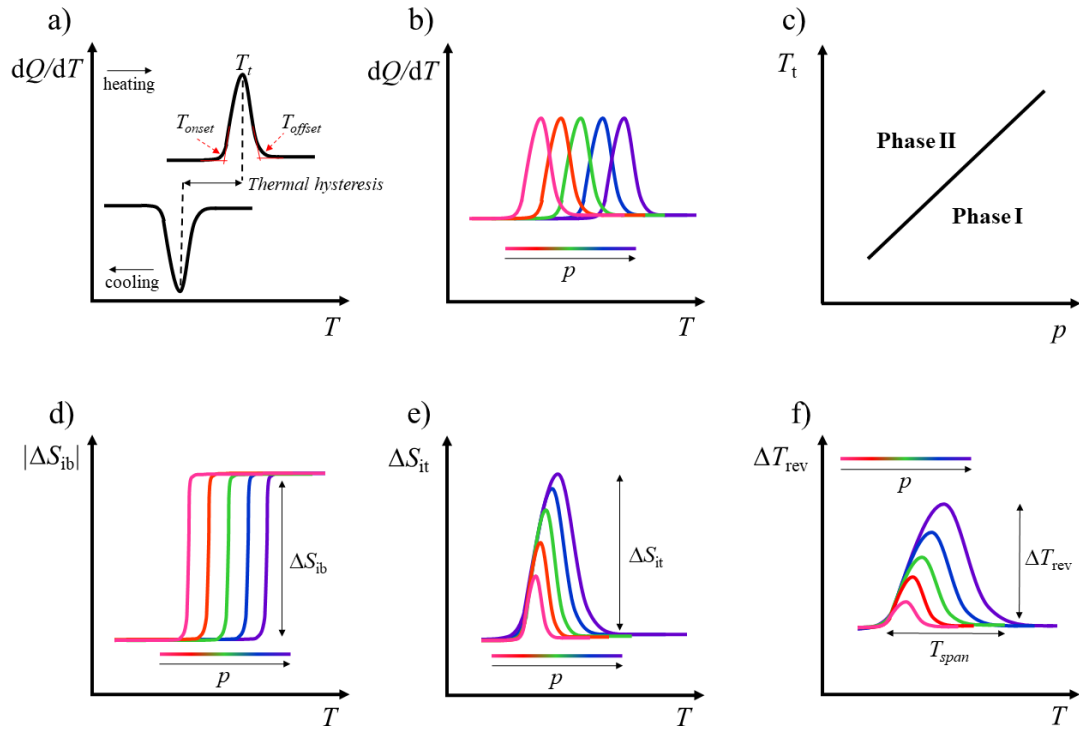 a)
dQ/dT
heating
T_t
T_onset
T_offset
Thermal hysteresis
cooling
T
b)
dQ/dT
p
T
c)
T_t
Phase II
Phase I
p
d)
|ΔS_ib|
ΔS_ib
p
T
e)
ΔS_it
ΔS_it
p
T
f)
ΔT_rev
p
ΔT_rev
T_span
T